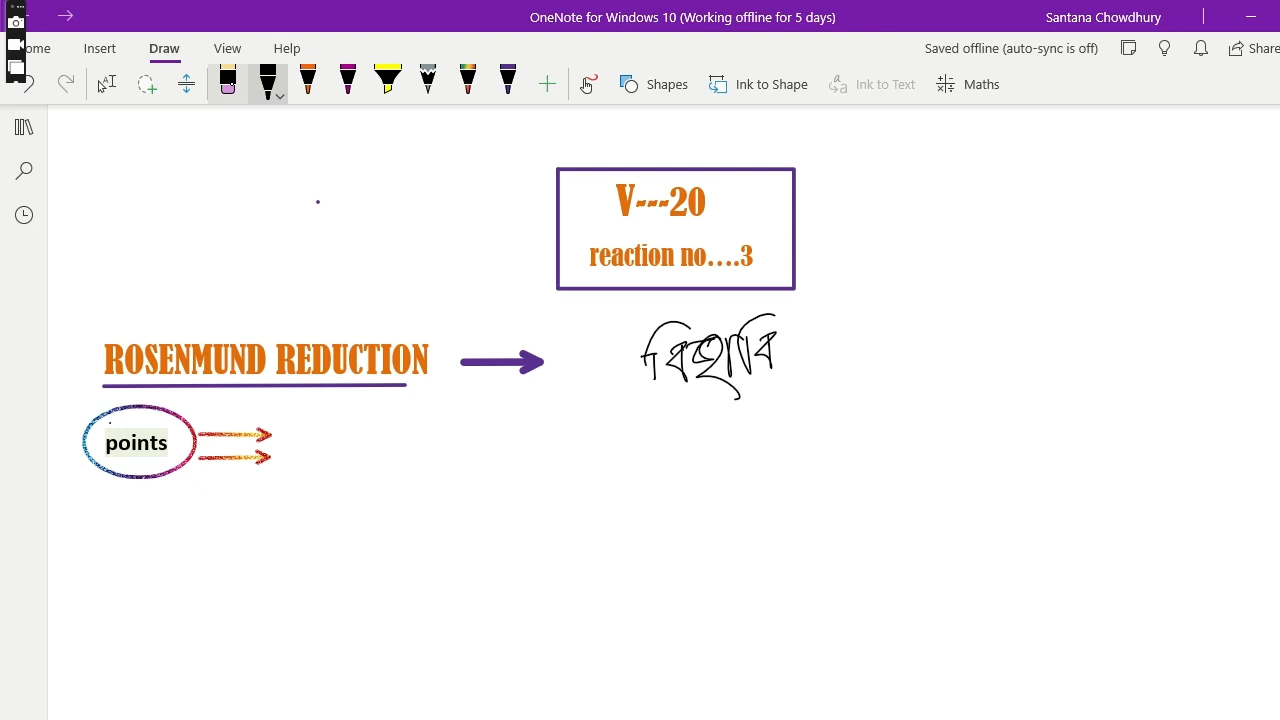 OneNote for Windows 10 (Working offline for 5 days)
Santana Chowdhury
ome Insert Draw View Help
Saved offline (auto-sync is off) Share
Shapes Ink to Shape Ink to Text Maths
V---20
reaction no....3
ROSENMUND REDUCTION
points